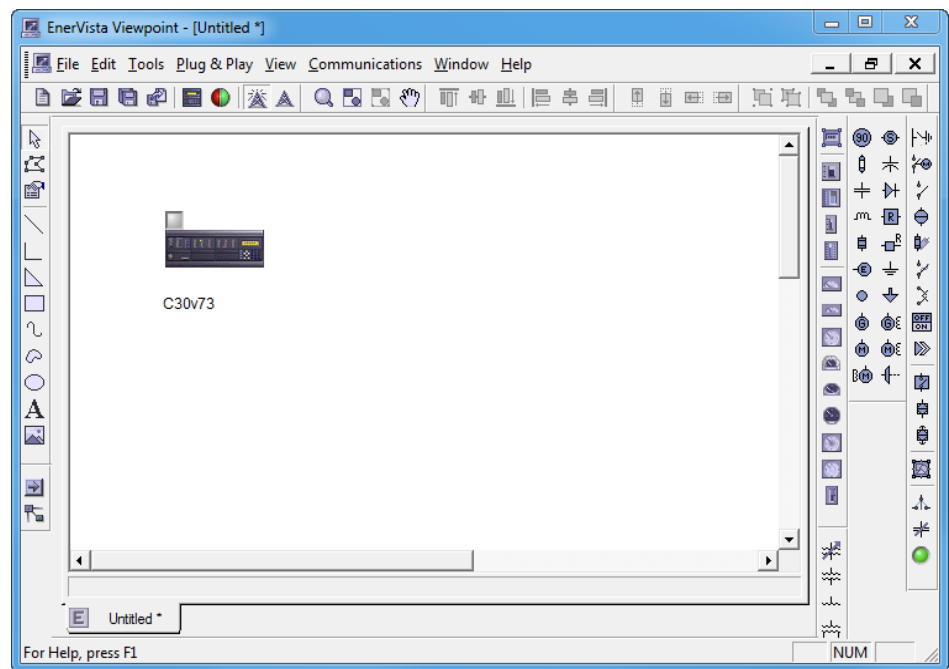 EnerVista Viewpoint - [Untitled *]
File Edit Tools Plug & Play View Communications Window Help
90 S
R
R
E
G G
OFF
ON
M M
M
A
C30v73
E Untitled *
For Help, press F1 NUM